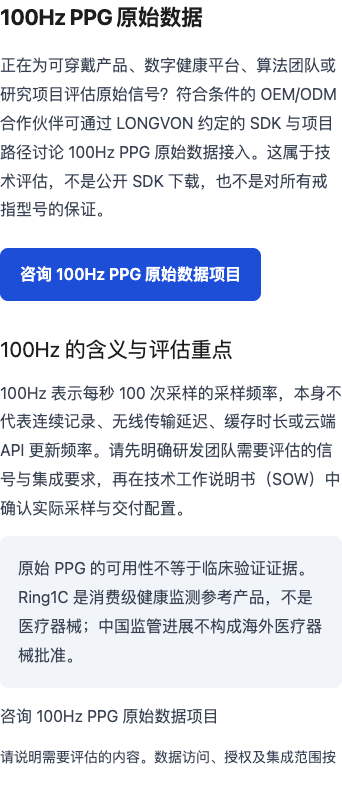 100Hz PPG 原始数据
正在为可穿戴产品、数字健康平台、算法团队或
研究项目评估原始信号？符合条件的 OEM/ODM
合作伙伴可通过 LONGVON 约定的 SDK 与项目
路径讨论 100Hz PPG 原始数据接入。这属于技
术评估，不是公开 SDK 下载，也不是对所有戒
指型号的保证。
咨询 100Hz PPG 原始数据项目
100Hz 的含义与评估重点
100Hz 表示每秒 100 次采样的采样频率，本身不
代表连续记录、无线传输延迟、缓存时长或云端
API 更新频率。请先明确研发团队需要评估的信
号与集成要求，再在技术工作说明书（SOW）中
确认实际采样与交付配置。
原始 PPG 的可用性不等于临床验证证据。
Ring1C 是消费级健康监测参考产品，不是
医疗器械；中国监管进展不构成海外医疗器
械批准。
咨询 100Hz PPG 原始数据项目
请说明需要评估的内容。数据访问、授权及集成范围按